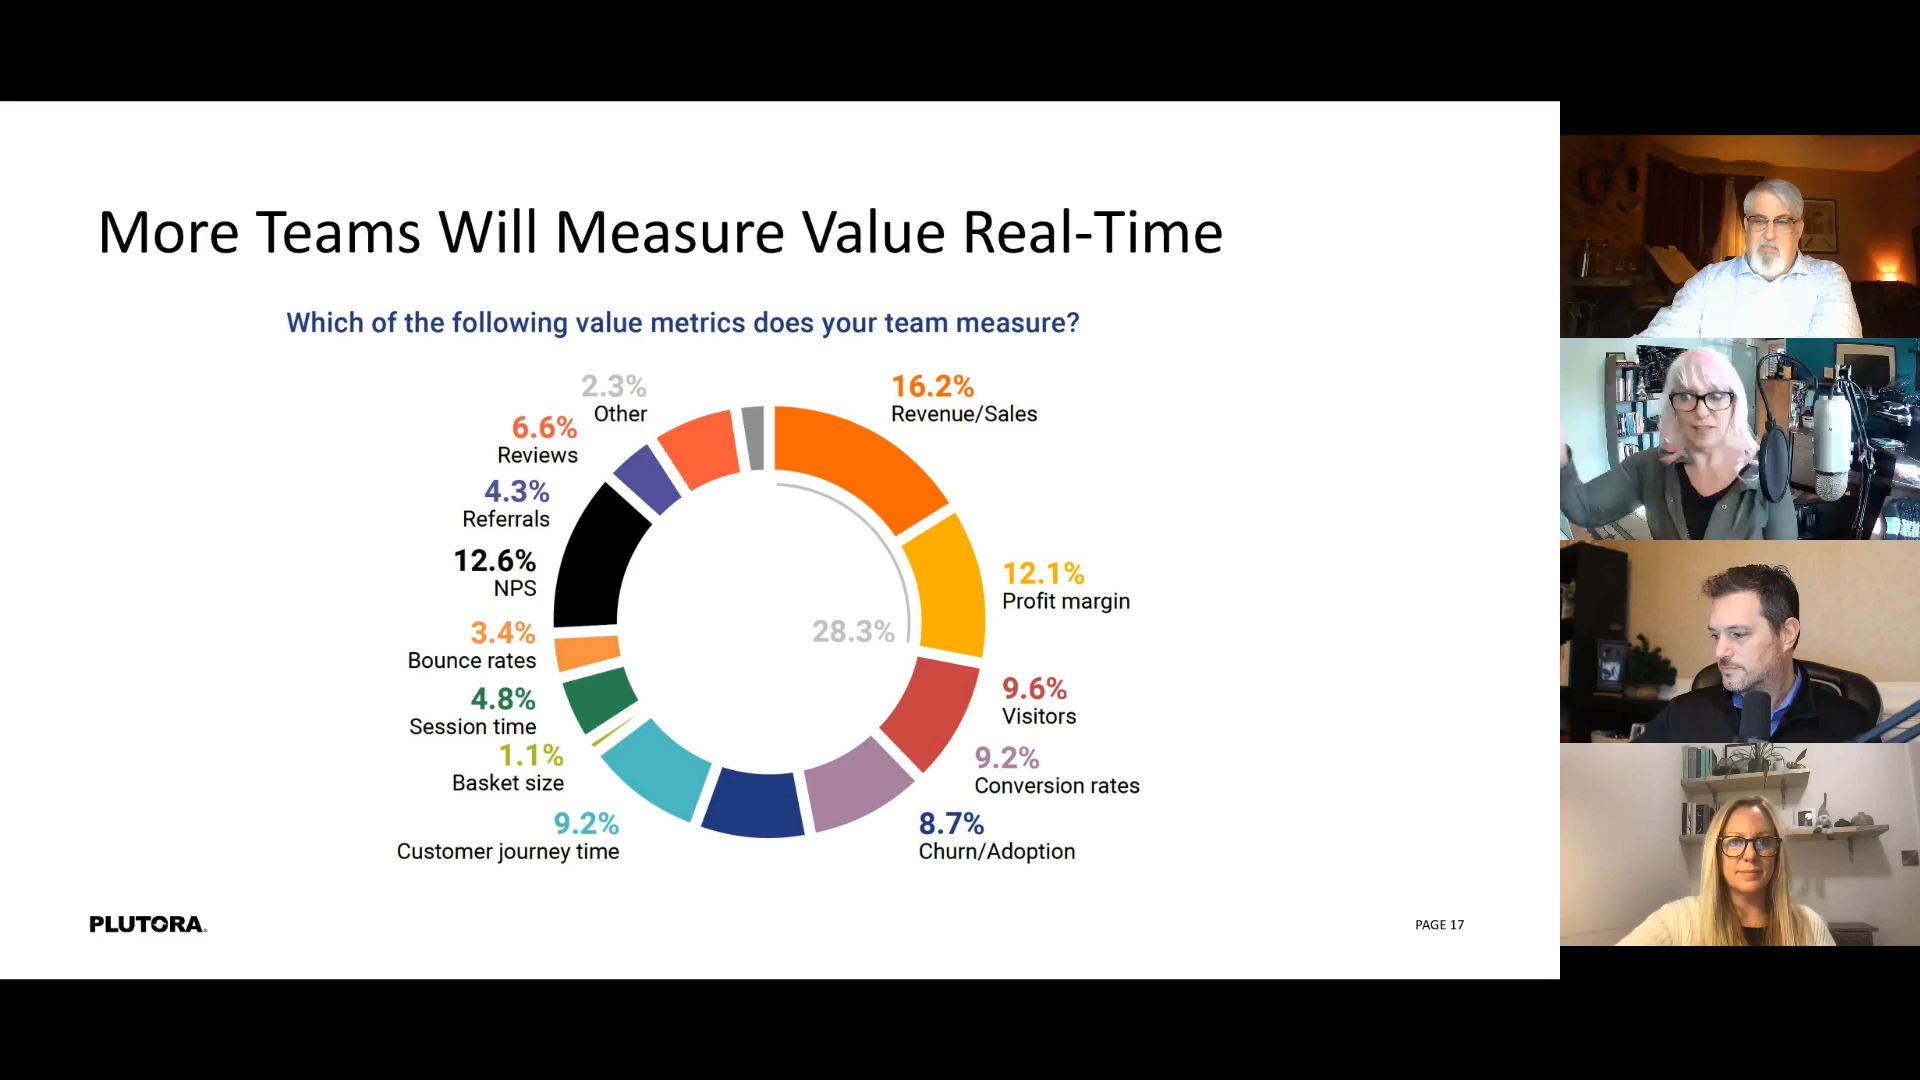 More Teams Will Measure Value Real-Time
Which of the following value metrics does your team measure?
2.3%
Other
16.2%
Revenue/Sales
6.6%
Reviews
4.3%
Referrals
12.6%
NPS
12.1%
Profit margin
28.3%
3.4%
Bounce rates
9.6%
Visitors
4.8%
Session time
1.1%
Basket size
9.2%
Conversion rates
9.2%
Customer journey time
8.7%
Churn/Adoption
PLUTORA
PAGE 17